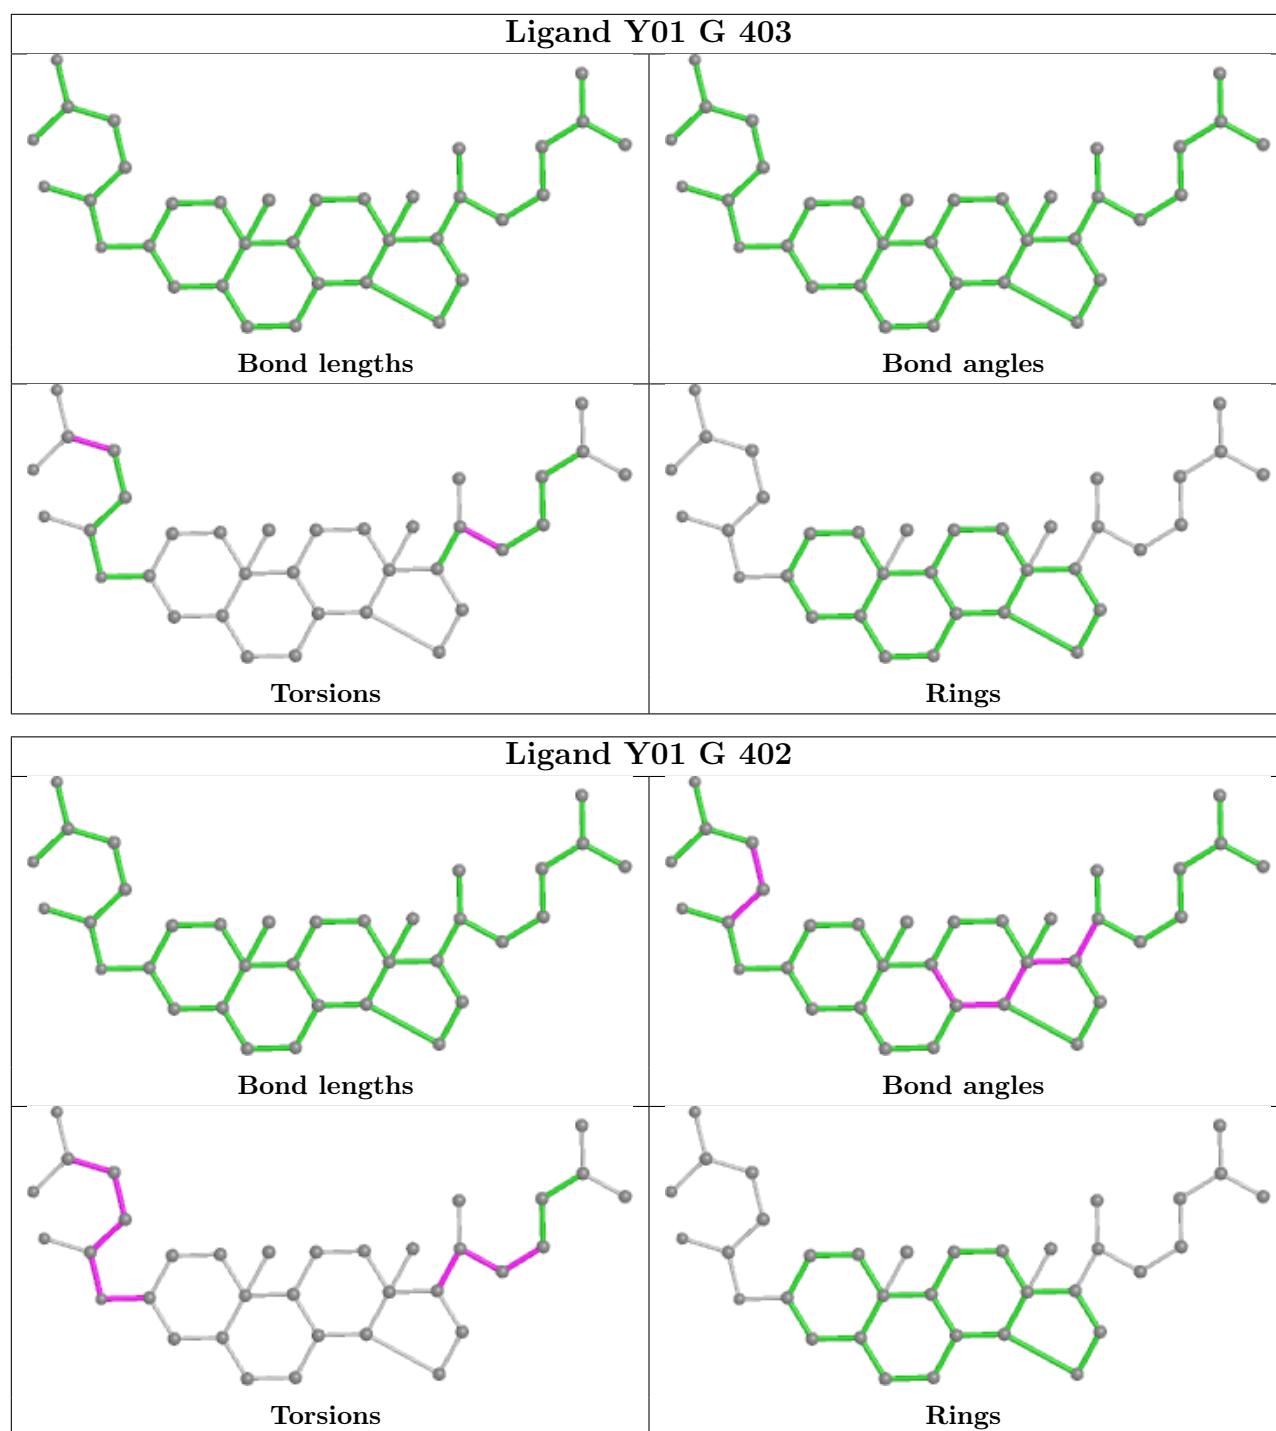 Ligand Y01 G 403
Bond lengths
Bond angles
Torsions
Rings
Ligand Y01 G 402
Bond lengths
Bond angles
Torsions
Rings